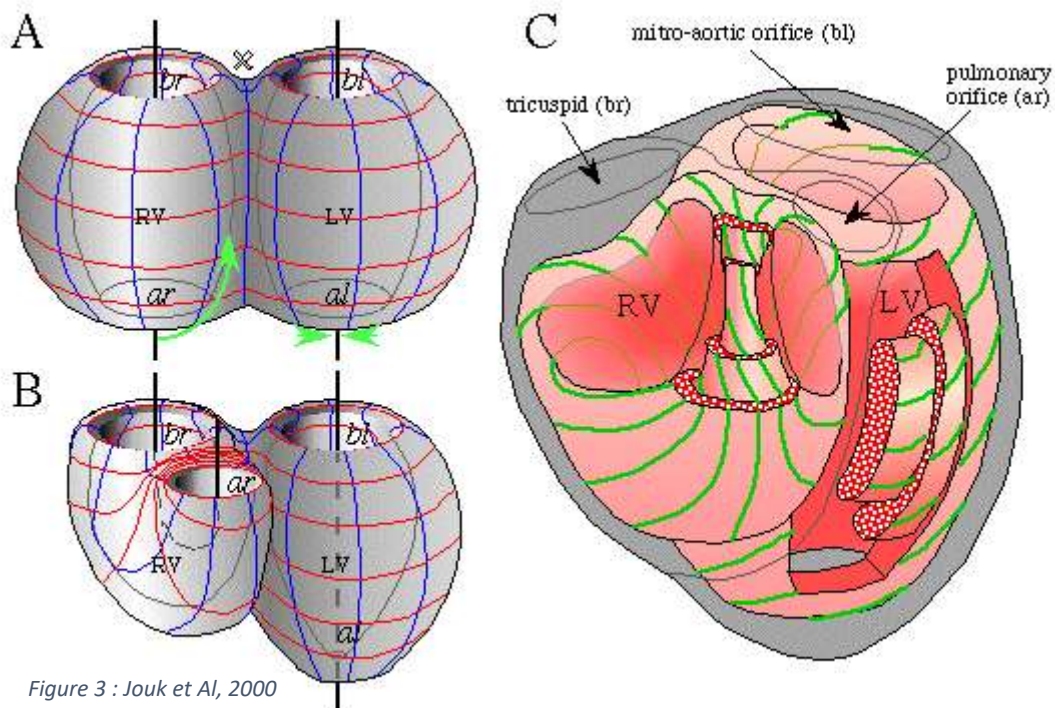 A
br
bl
RV
LV
ar
al
B
br
bl
ar
RV
LV
al
C
mitro-aortic orifice (bl)
pulmonary
orifice (ar)
tricuspid (br)
RV
LV
Figure 3 : Jouk et Al, 2000